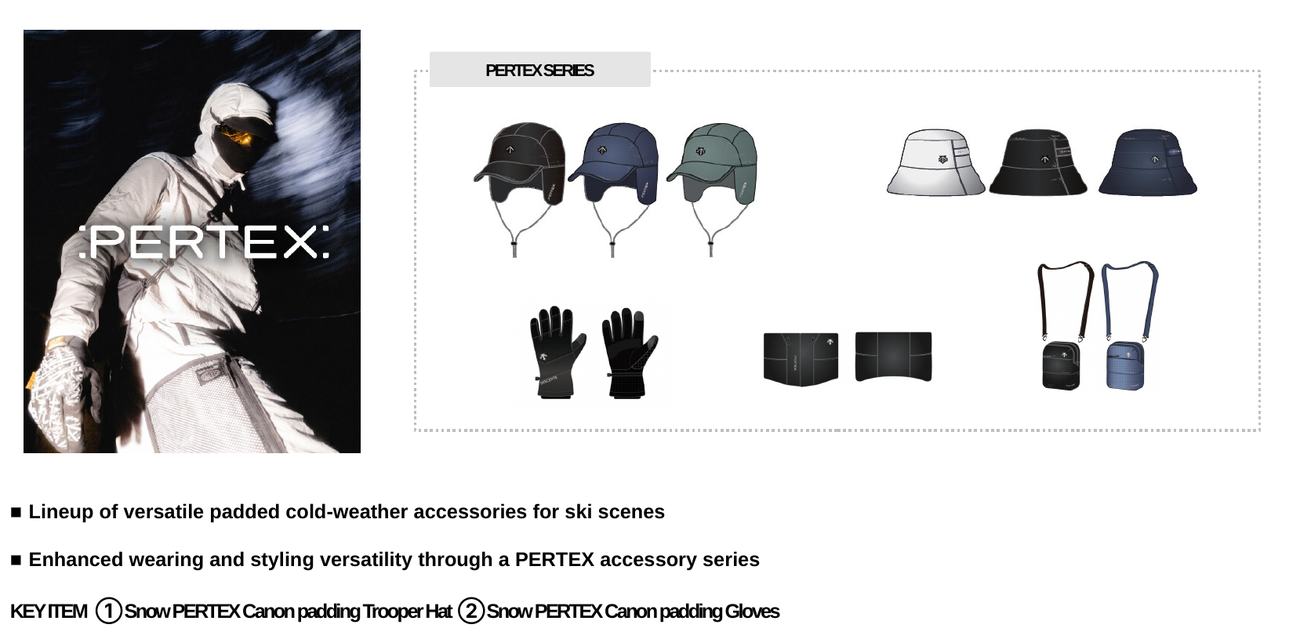 PERTEX SERIES
:PERTEX:
■ Lineup of versatile padded cold-weather accessories for ski scenes
■ Enhanced wearing and styling versatility through a PERTEX accessory series
KEY ITEM ① Snow PERTEX Canon padding Trooper Hat ② Snow PERTEX Canon padding Gloves